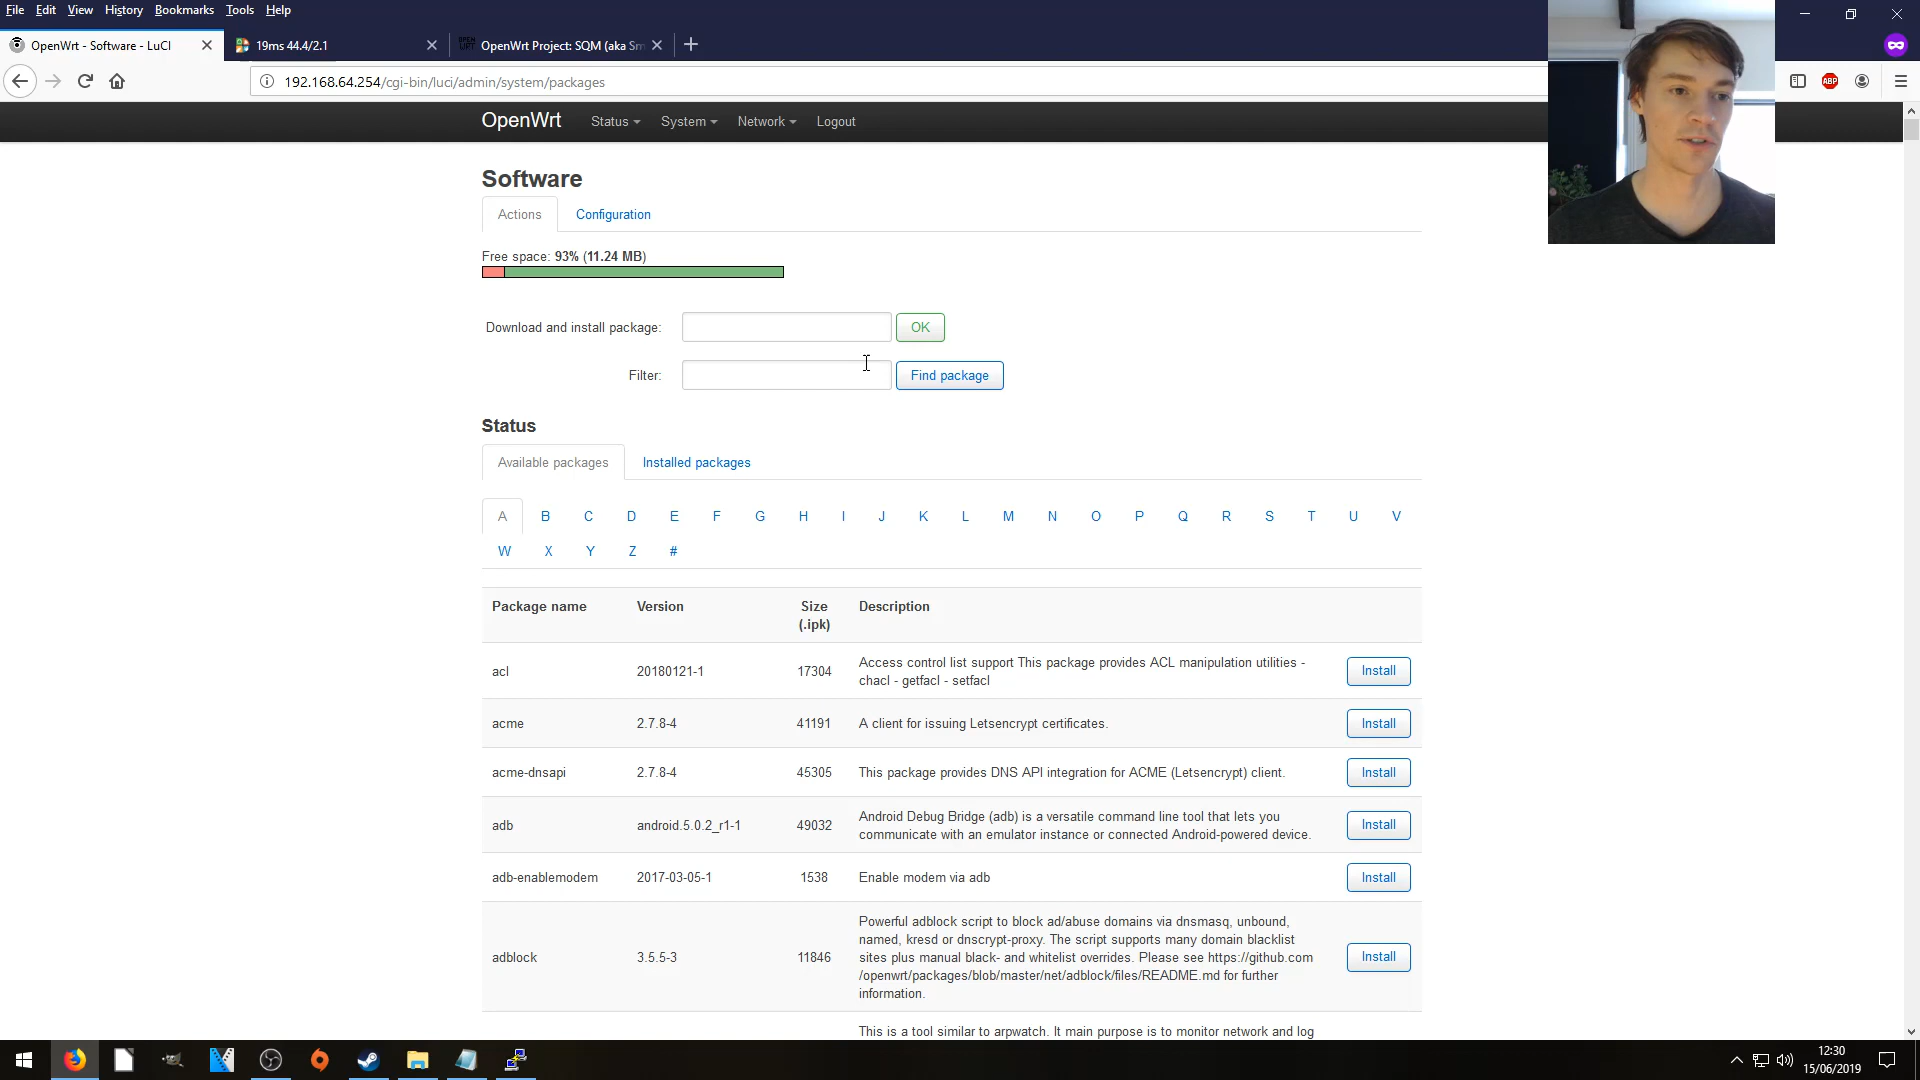 File Edit View History Bookmarks Tools Help
OpenWrt - Software - LuCI
19ms 44.4/2.1
OpenWrt Project: SQM (aka Sm
192.168.64.254/cgi-bin/luci/admin/system/packages
ABP
OpenWrt Status System Network Logout
Software
Actions Configuration
Free space: 93% (11.24 MB)
Download and install package: OK
Filter: Find package
Status
Available packages Installed packages
A B C D E F G H I J K L M N O P Q R S T U V
W X Y Z #
Package name Version Size (.ipk) Description
acl 20180121-1 17304 Access control list support This package provides ACL manipulation utilities - Install
chacl - getfacl - setfacl
acme 2.7.8-4 41191 A client for issuing Letsencrypt certificates. Install
acme-dnsapi 2.7.8-4 45305 This package provides DNS API integration for ACME (Letsencrypt) client. Install
adb android.5.0.2_r1-1 49032 Android Debug Bridge (adb) is a versatile command line tool that lets you Install
communicate with an emulator instance or connected Android-powered device.
adb-enablemodem 2017-03-05-1 1538 Enable modem via adb Install
adblock 3.5.5-3 11846 Powerful adblock script to block ad/abuse domains via dnsmasq, unbound, Install
named, kresd or dnscrypt-proxy. The script supports many domain blacklist
sites plus manual black- and whitelist overrides. Please see https://github.com
/openwrt/packages/blob/master/net/adblock/files/README.md for further
information.
This is a tool similar to arpwatch. It main purpose is to monitor network and log
12:30
15/06/2019